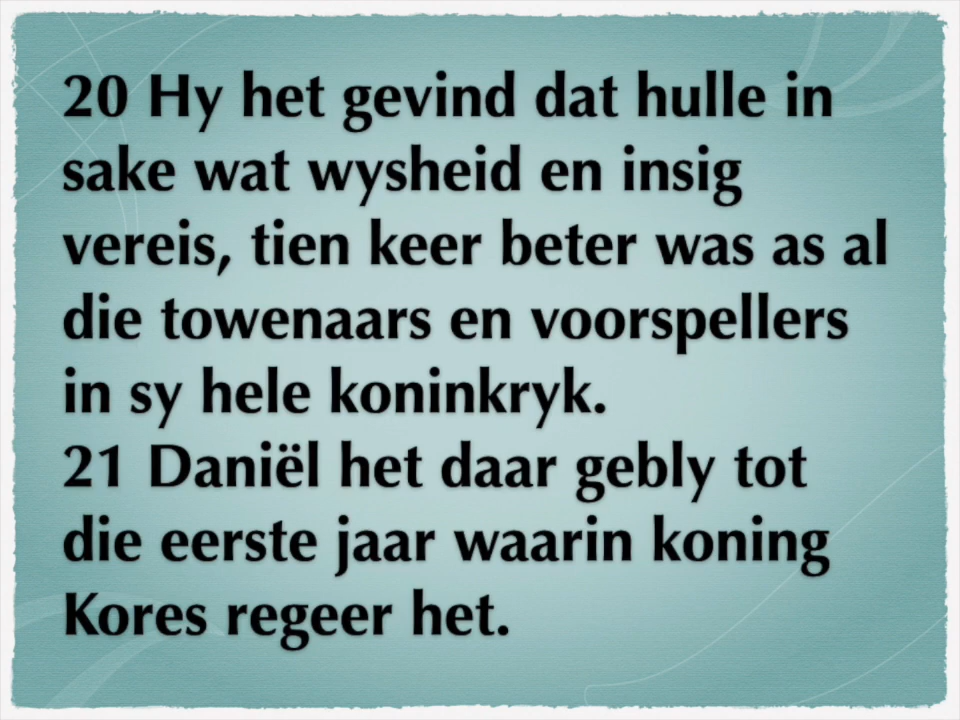 20 Hy het gevind dat hulle in
sake wat wysheid en insig
vereis, tien keer beter was as al
die towenaars en voorspellers
in sy hele koninkryk.
21 Daniël het daar gebly tot
die eerste jaar waarin koning
Kores regeer het.